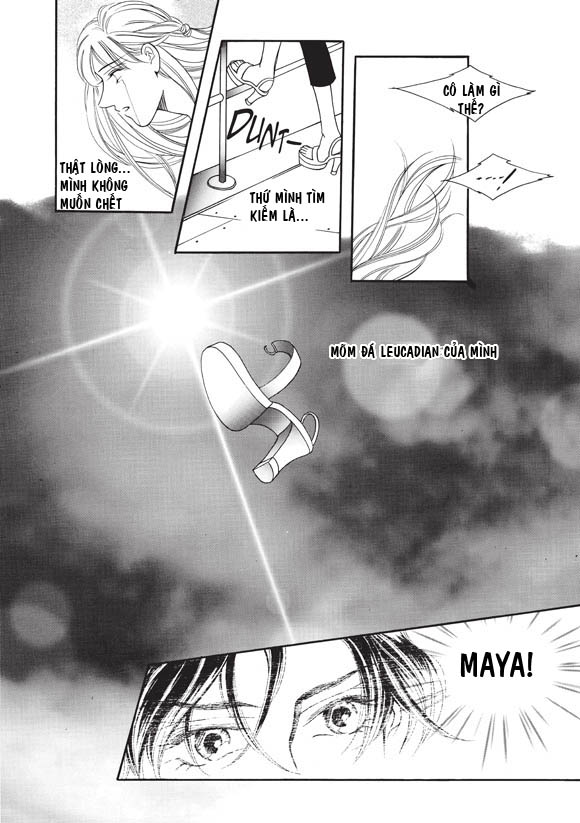 THẬT LÒNG...
MÌNH KHÔNG
MUỐN CHẾT
DUNT-
THỨ MÌNH TÌM
KIẾM LÀ...
CÔ LÀM GÌ
THẾ?
...!
MÕM ĐÁ LEUCADIAN CỦA MÌNH
MAYA!